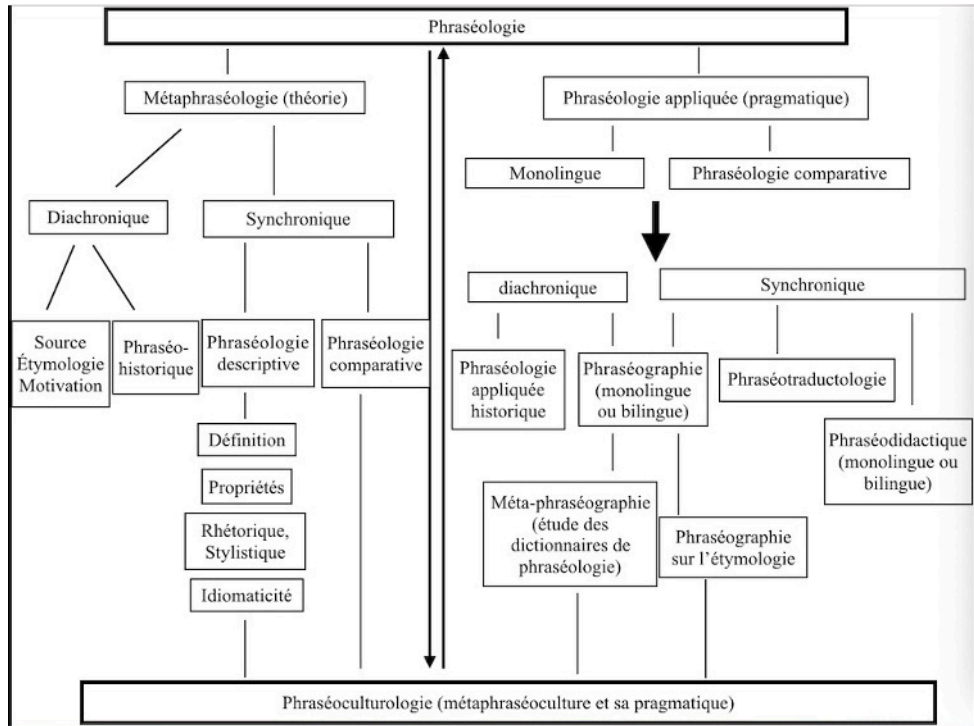 Phraséologie
Métaphraséologie (théorie)
Phraséologie appliquée (pragmatique)
Monolingue
Phraséologie comparative
Diachronique
Synchronique
diachronique
Synchronique
Source
Étymologie
Motivation
Phraséo-
historique
Phraséologie
descriptive
Phraséologie
comparative
Phraséologie
appliquée
historique
Phraséographie
(monolingue
ou bilingue)
Phraséotraductologie
Phraséodidactique
(monolingue ou
bilingue)
Définition
Propriétés
Rhétorique,
Stylistique
Idiomaticité
Méta-phraséographie
(étude des
dictionnaires de
phraséologie)
Phraséographie
sur l'étymologie
Phraséoculturologie (métaphraséoculture et sa pragmatique)